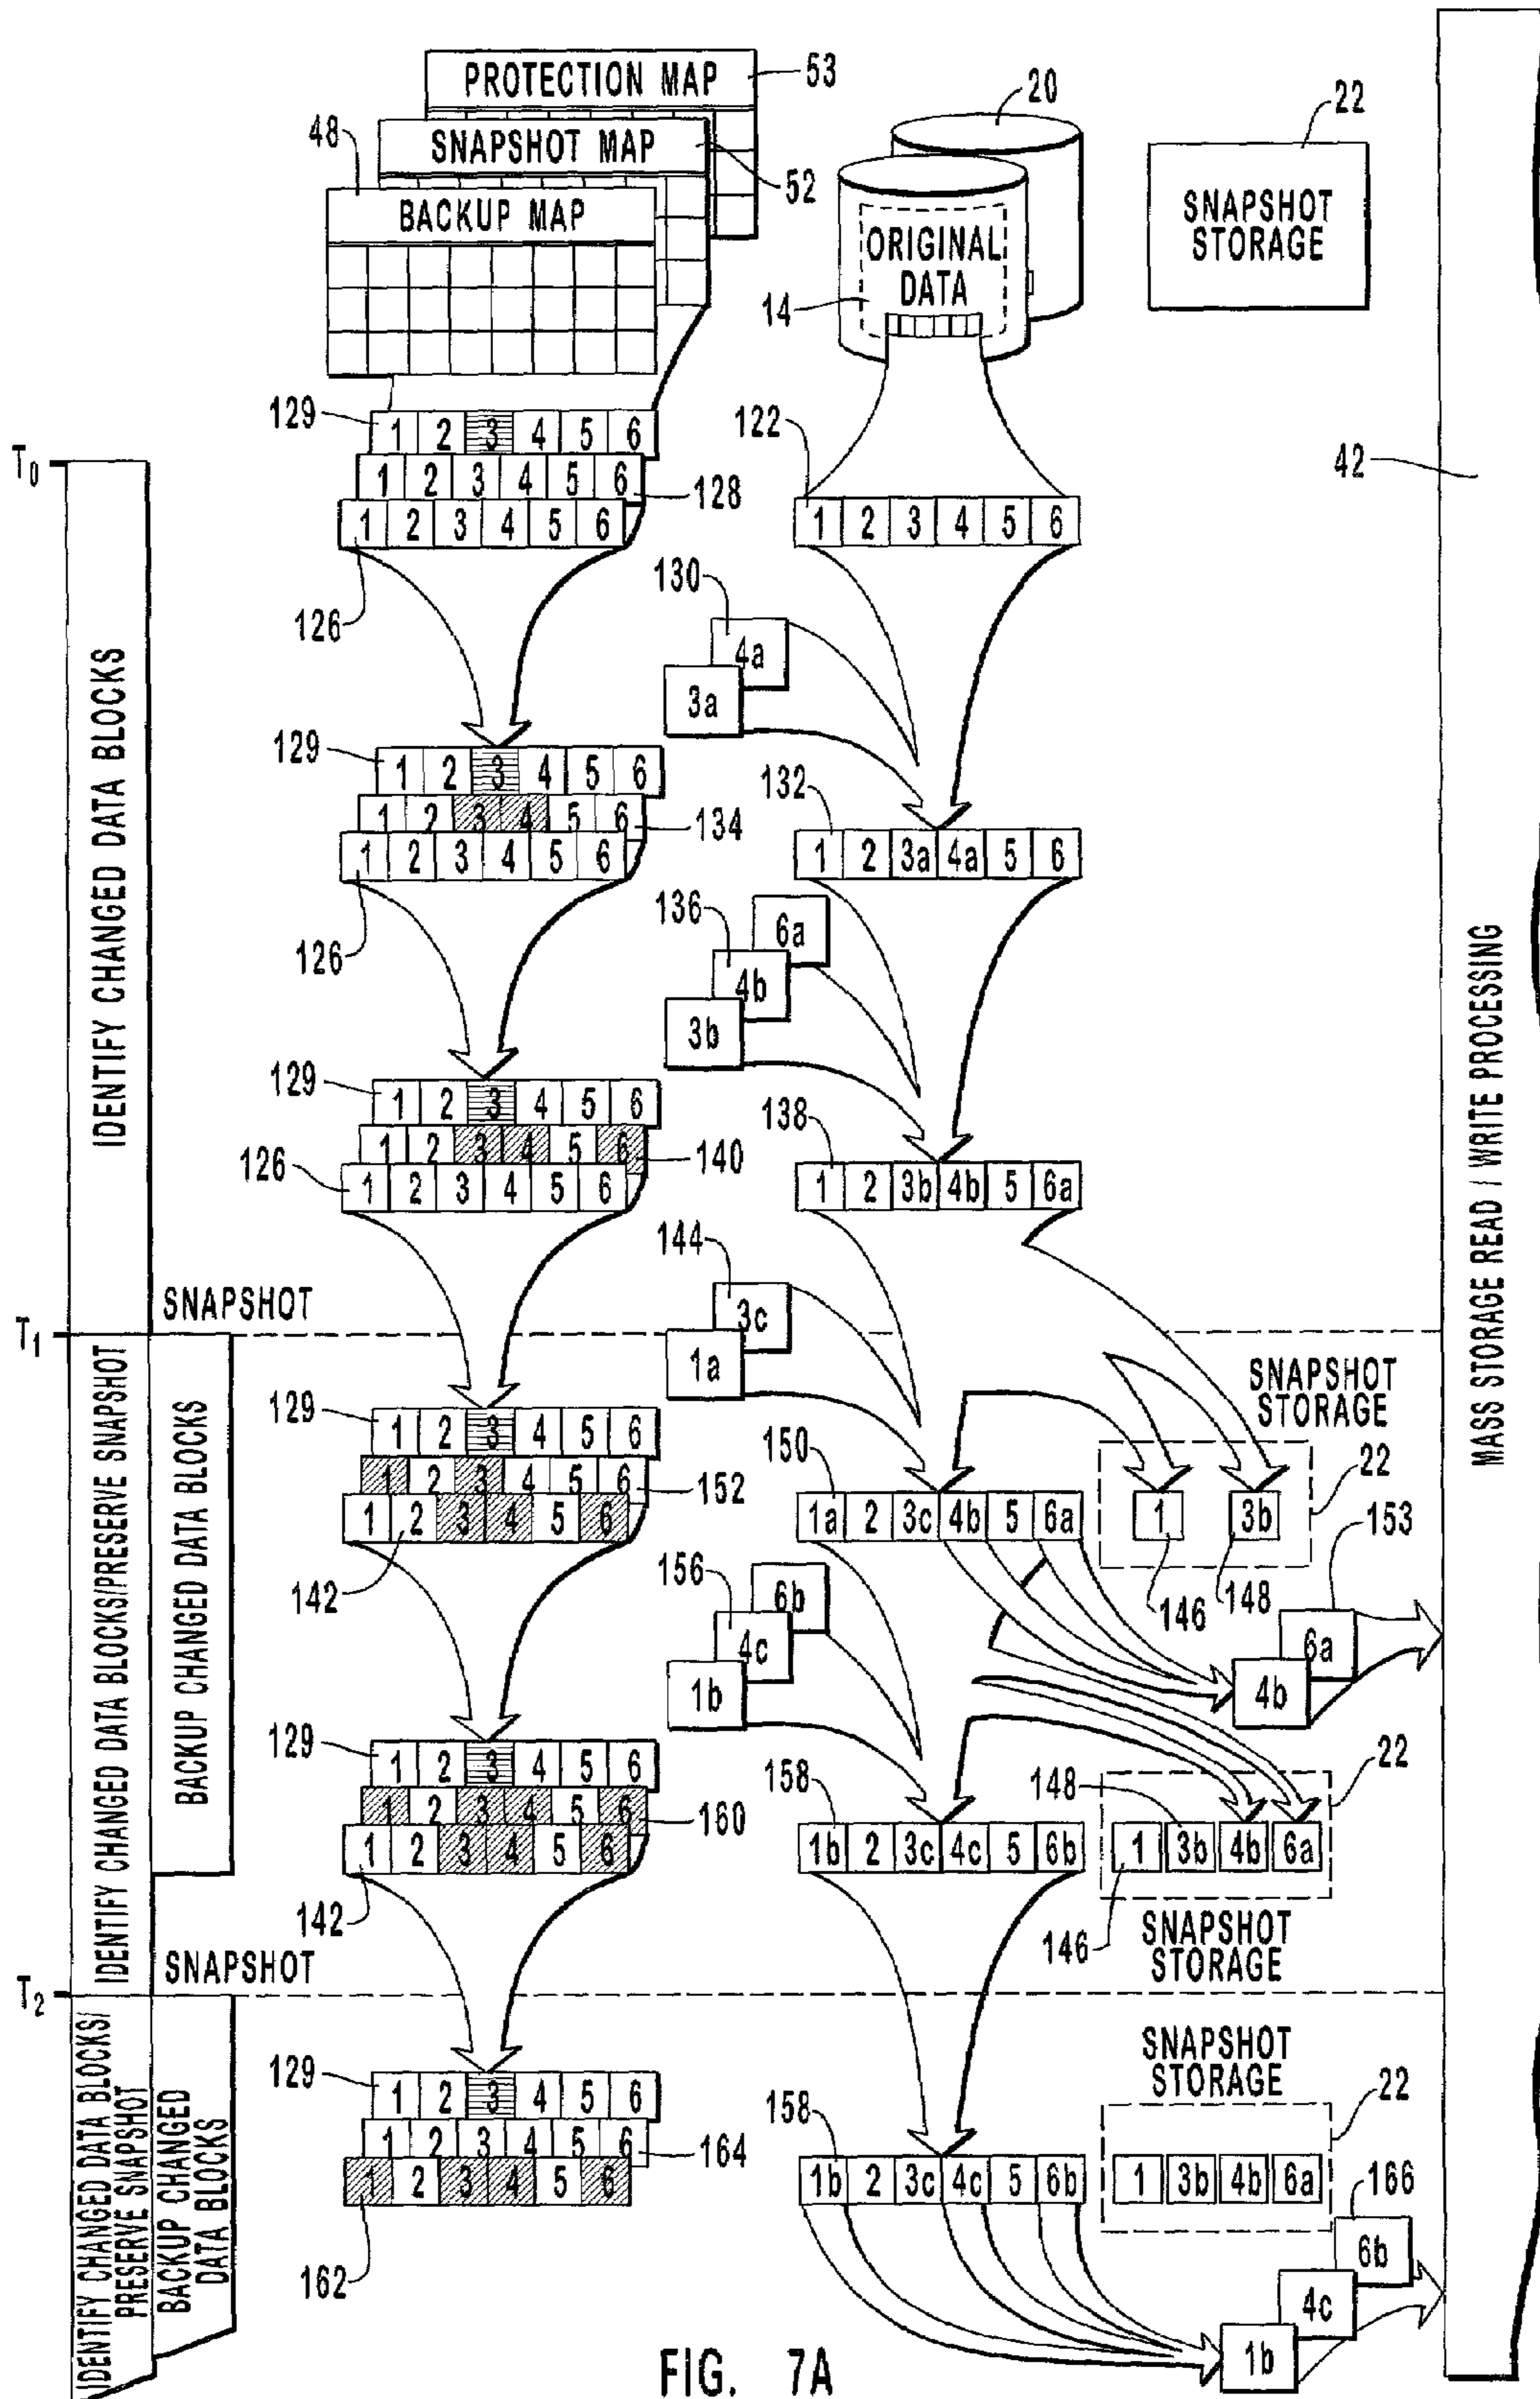 PROTECTION MAP
53
SNAPSHOT MAP
52
48
BACKUP MAP
20
ORIGINAL
DATA
14
22
SNAPSHOT
STORAGE
42
MASS STORAGE READ / WRITE PROCESSING
129
1 2 3 4 5 6
T0
1 2 3 4 5 6
128
1 2 3 4 5 6
126
122
1 2 3 4 5 6
IDENTIFY CHANGED DATA BLOCKS
130
4a
3a
129
1 2 3 4 5 6
1 2 3 4 5 6
134
1 2 3 4 5 6
126
132
1 2 3a 4a 5 6
136
6a
4b
3b
129
1 2 3 4 5 6
1 2 3 4 5 6
140
126
1 2 3 4 5 6
138
1 2 3b 4b 5 6a
144
3c
1a
SNAPSHOT
T1
IDENTIFY CHANGED DATA BLOCKS/PRESERVE SNAPSHOT
BACKUP CHANGED DATA BLOCKS
129
1 2 3 4 5 6
1 2 3 4 5 6
152
1 2 3 4 5 6
142
150
1a 2 3c 4b 5 6a
SNAPSHOT
STORAGE
22
1 3b
146
148
153
6a
4b
156
6b
4c
1b
129
1 2 3 4 5 6
1 2 3 4 5 6
160
1 2 3 4 5 6
142
158
1b 2 3c 4c 5 6b
22
148
1 3b 4b 6a
146
SNAPSHOT
STORAGE
SNAPSHOT
T2
IDENTIFY CHANGED DATA BLOCKS/
PRESERVE SNAPSHOT
BACKUP CHANGED
DATA BLOCKS
129
1 2 3 4 5 6
1 2 3 4 5 6
164
1 2 3 4 5 6
162
158
1b 2 3c 4c 5 6b
SNAPSHOT
STORAGE
22
1 3b 4b 6a
166
6b
4c
1b
FIG. 7A